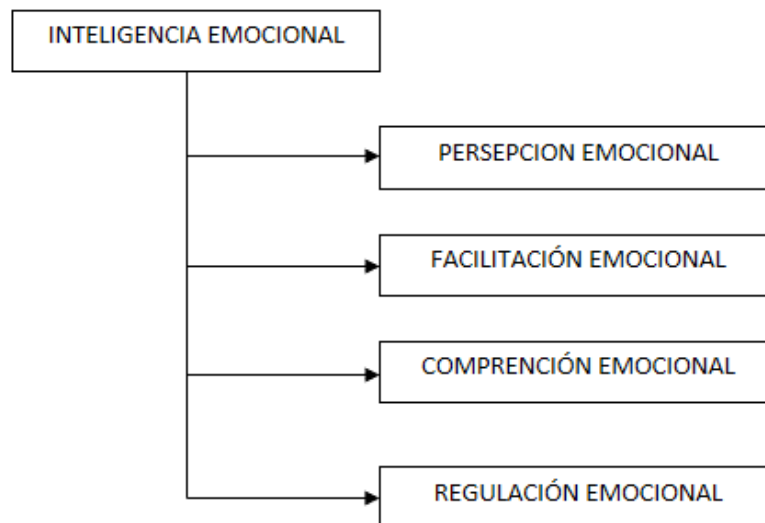 INTELIGENCIA EMOCIONAL
PERSEPCION EMOCIONAL
FACILITACIÓN EMOCIONAL
COMPRENCIÓN EMOCIONAL
REGULACIÓN EMOCIONAL